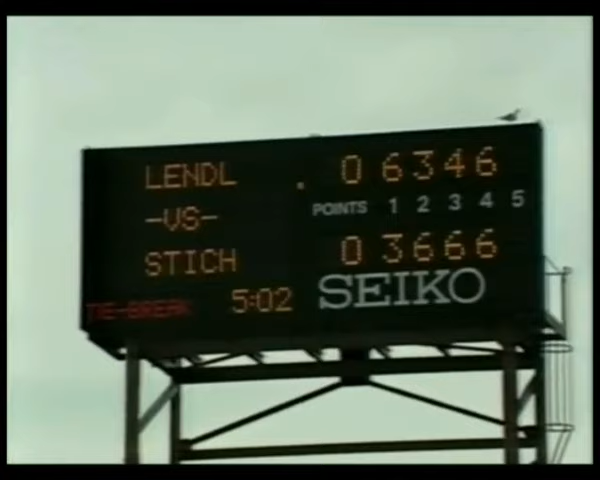 LENDL . 0 6 3 4 6
-VS- POINTS 1 2 3 4 5
STICH 0 3 6 6 6
TIE-BREAK 5:02 SEIKO